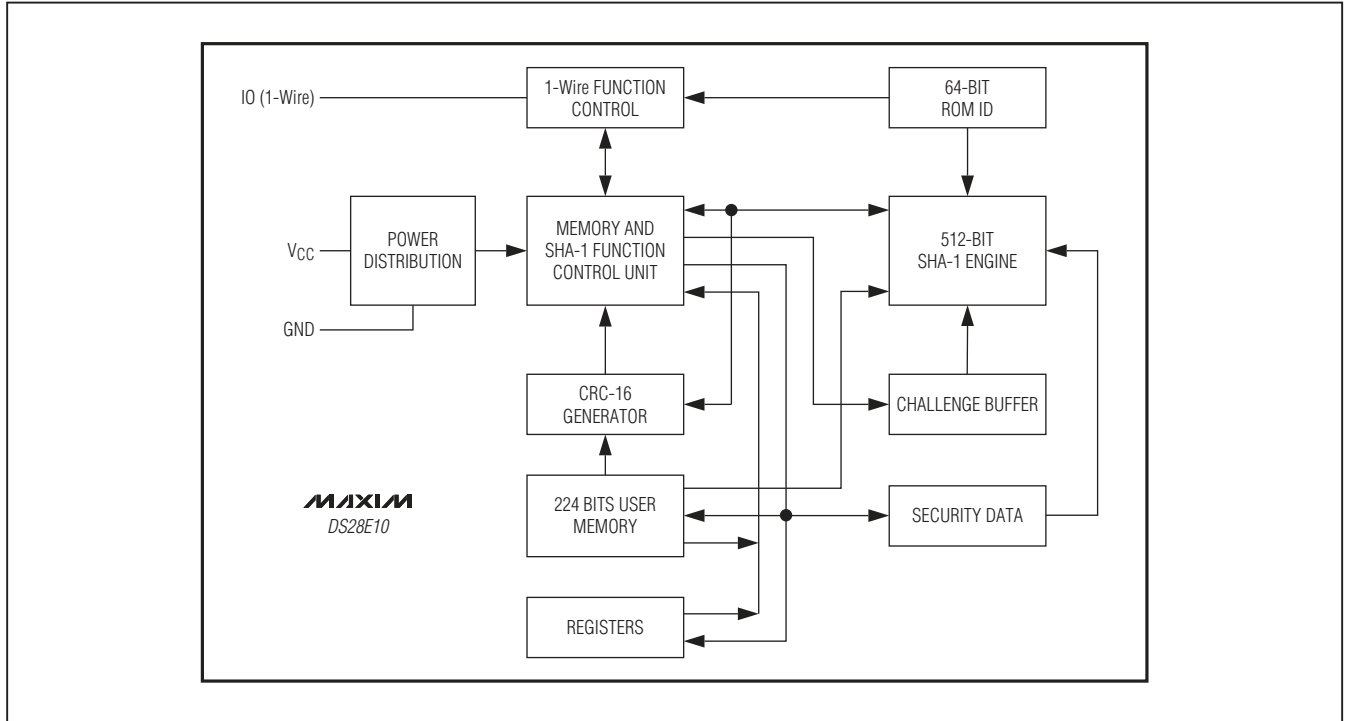 IO (1-Wire)
1-Wire FUNCTION
CONTROL
64-BIT
ROM ID
VCC
GND
POWER
DISTRIBUTION
MEMORY AND
SHA-1 FUNCTION
CONTROL UNIT
512-BIT
SHA-1 ENGINE
CRC-16
GENERATOR
CHALLENGE BUFFER
MAXIM
DS28E10
224 BITS USER
MEMORY
SECURITY DATA
REGISTERS